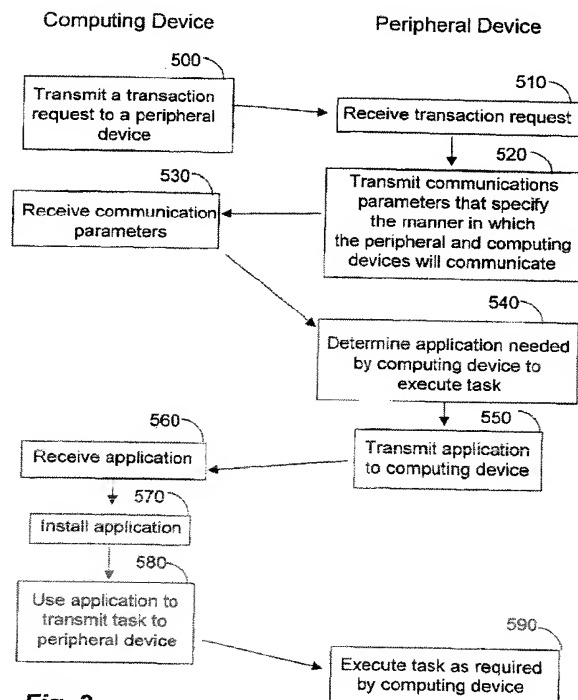 Computing Device
Peripheral Device
500
Transmit a transaction
request to a peripheral
device
510
Receive transaction request
520
Transmit communications
parameters that specify
the manner in which
the peripheral and computing
devices will communicate
530
Receive communication
parameters
540
Determine application needed
by computing device to
execute task
550
Transmit application
to computing device
560
Receive application
570
Install application
580
Use application to
transmit task to
peripheral device
590
Execute task as required
by computing device